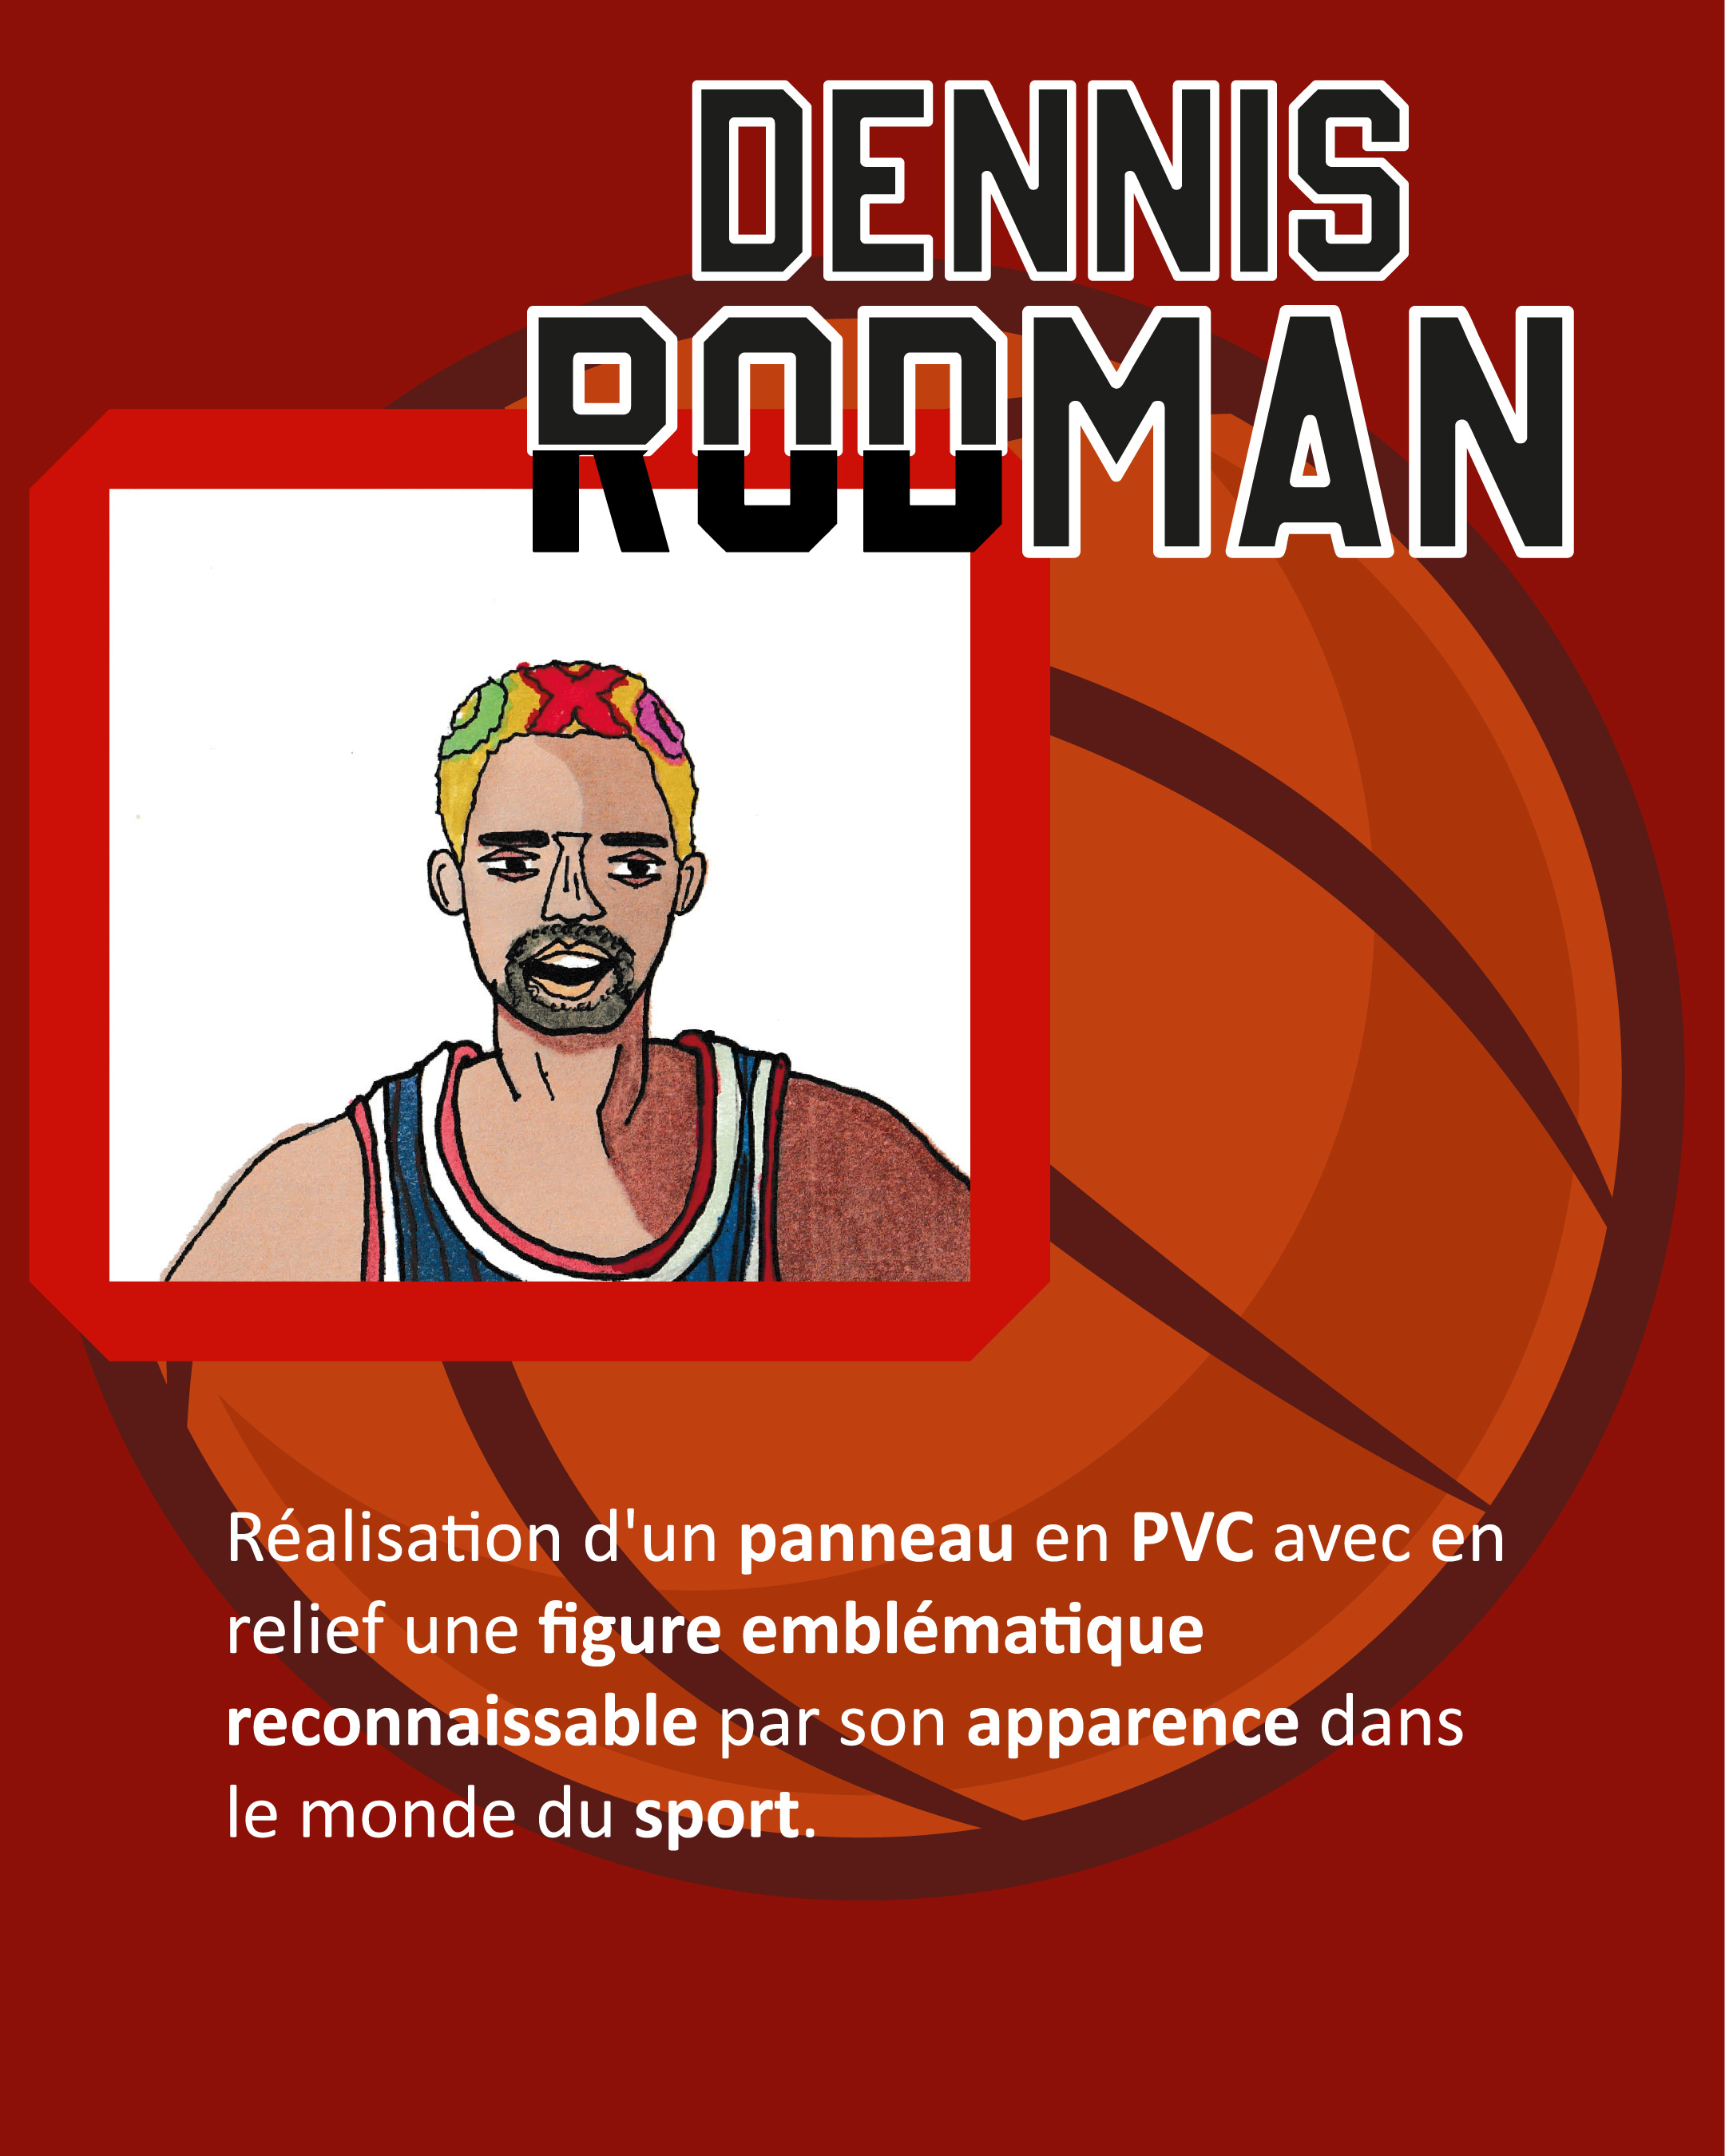 DENNIS
RODMAN
Réalisation d'un panneau en PVC avec en
relief une figure emblématique
reconnaissable par son apparence dans
le monde du sport.